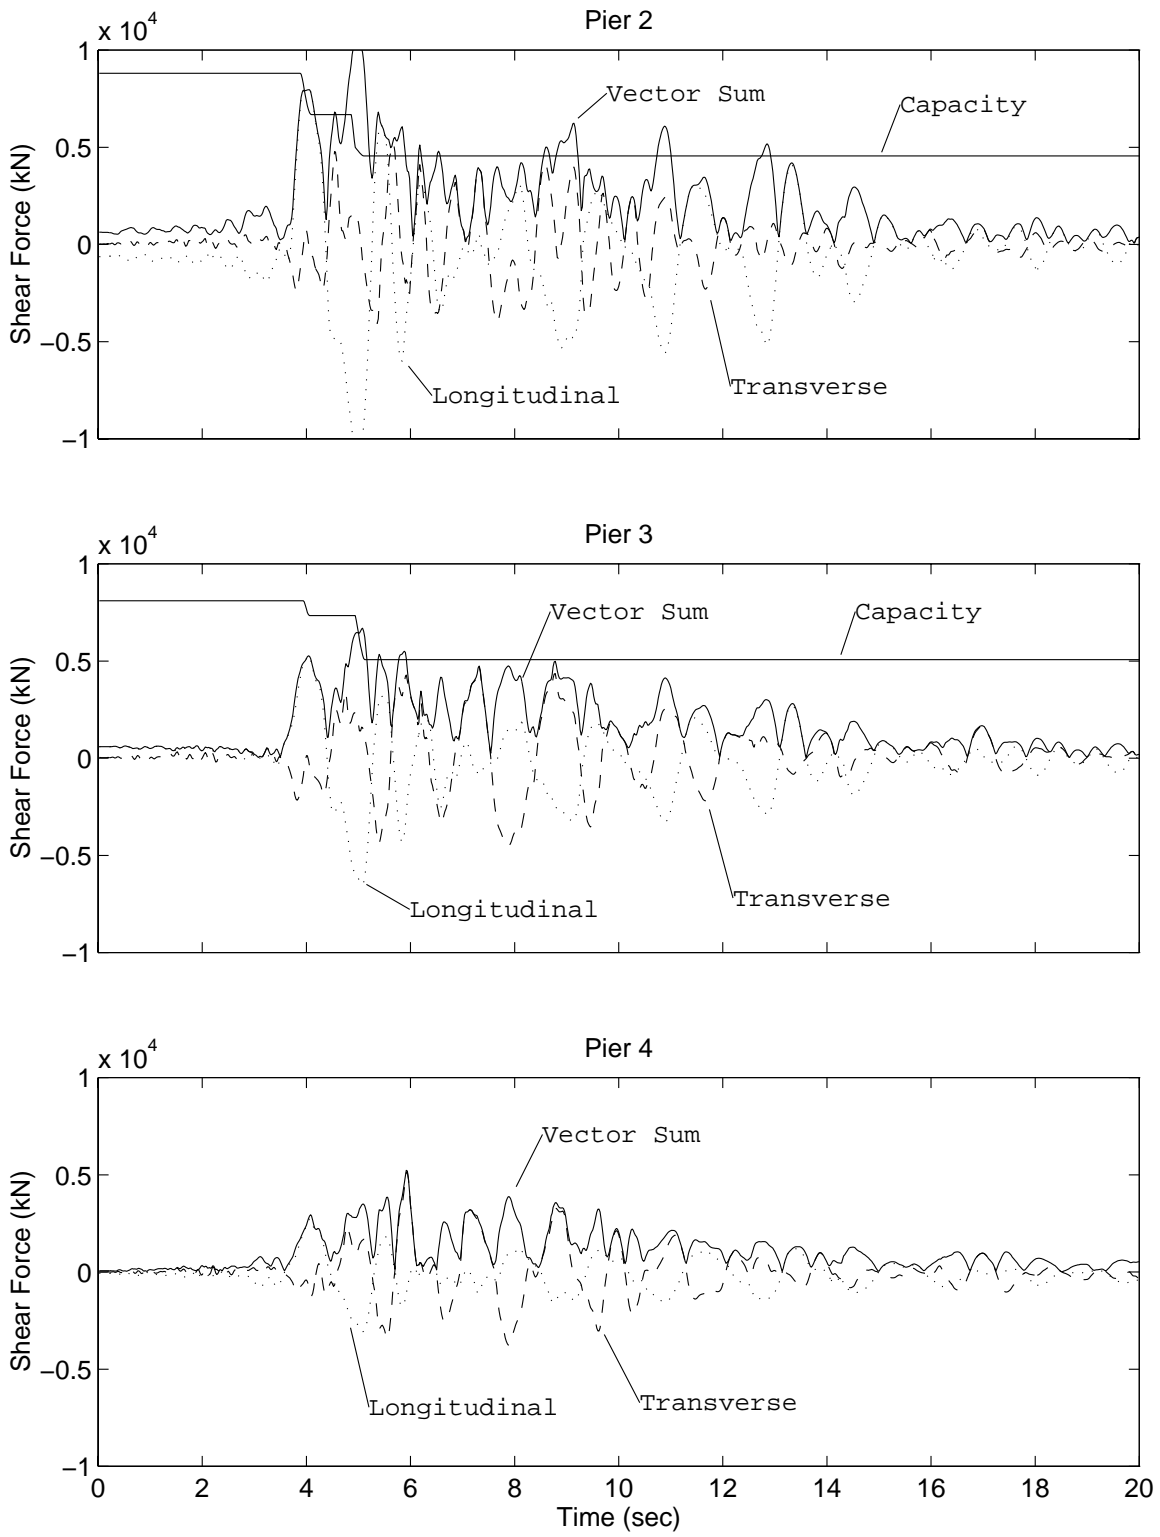 Pier 2
x 10^4
1
0.5
0
−0.5
−1
Shear Force (kN)
Vector Sum
Capacity
Longitudinal
Transverse
Pier 3
x 10^4
1
0.5
0
−0.5
−1
Shear Force (kN)
Vector Sum
Capacity
Longitudinal
Transverse
Pier 4
x 10^4
1
0.5
0
−0.5
−1
Shear Force (kN)
Vector Sum
Longitudinal
Transverse
0 2 4 6 8 10 12 14 16 18 20
Time (sec)